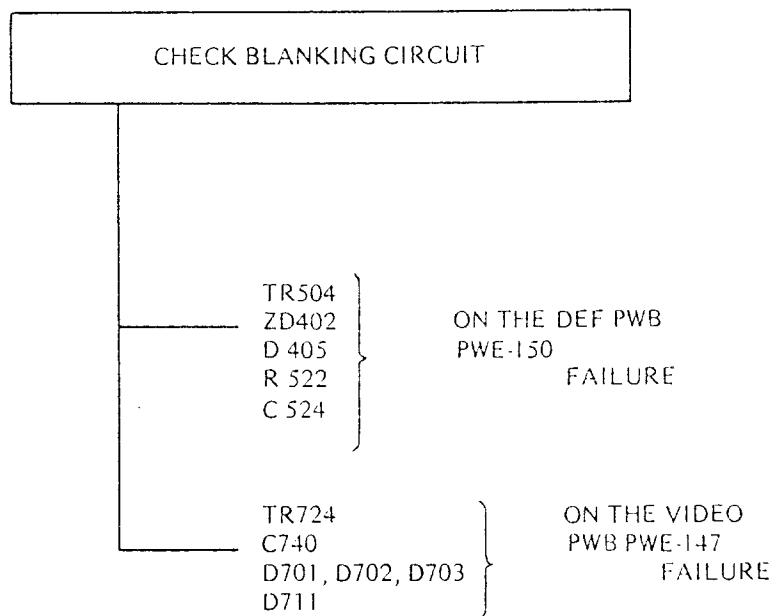 CHECK BLANKING CIRCUIT
TR504
ZD402
D 405
R 522
C 524
ON THE DEF PWB
PWE-150
FAILURE
TR724
C740
D701, D702, D703
D711
ON THE VIDEO
PWB PWE-147
FAILURE